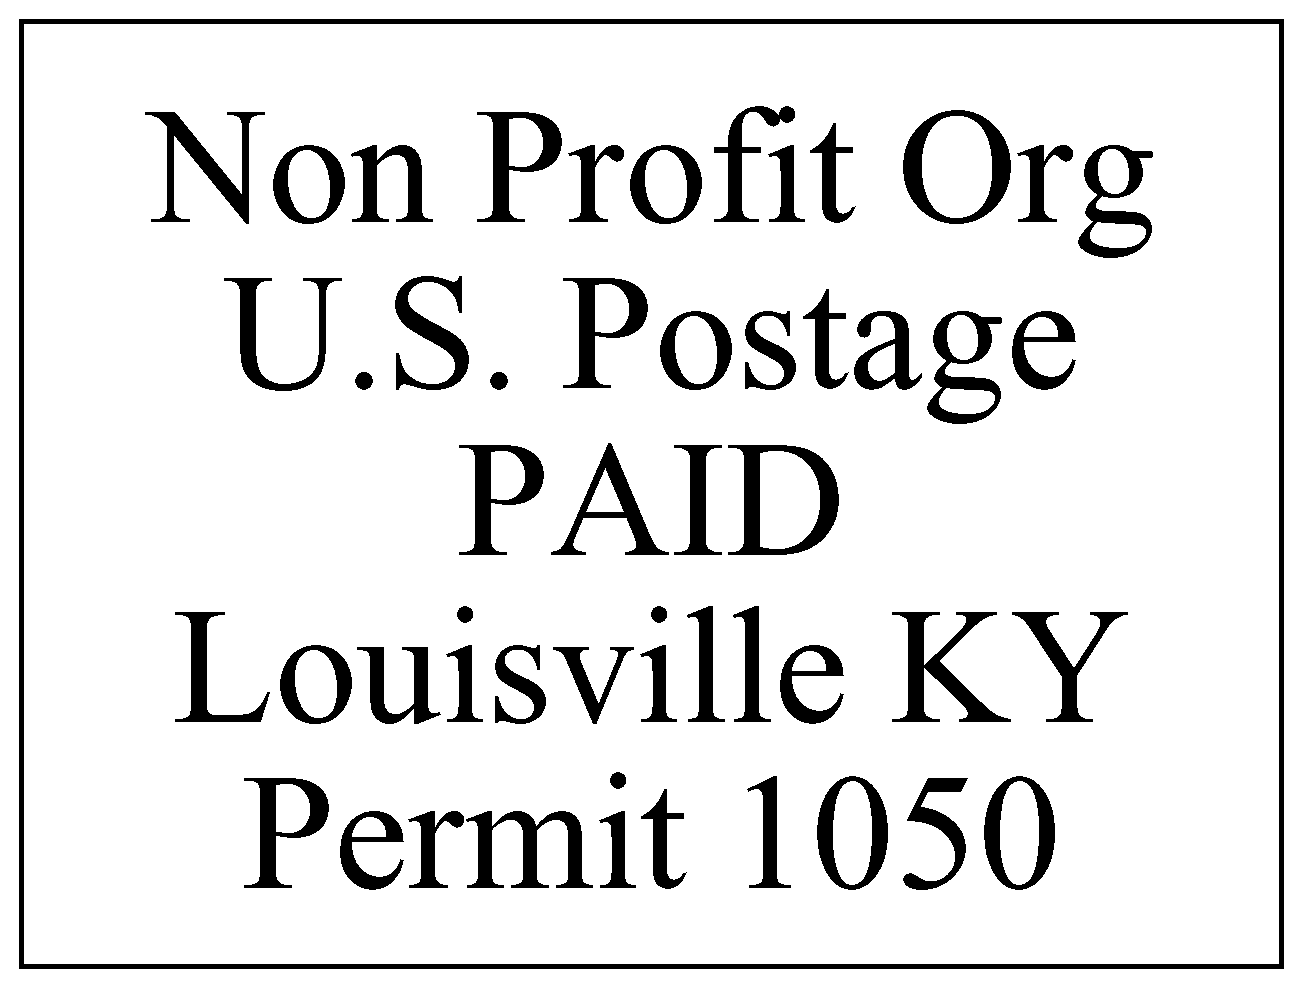 Non Profit Org
U.S. Postage
PAID
Louisville KY
Permit 1050